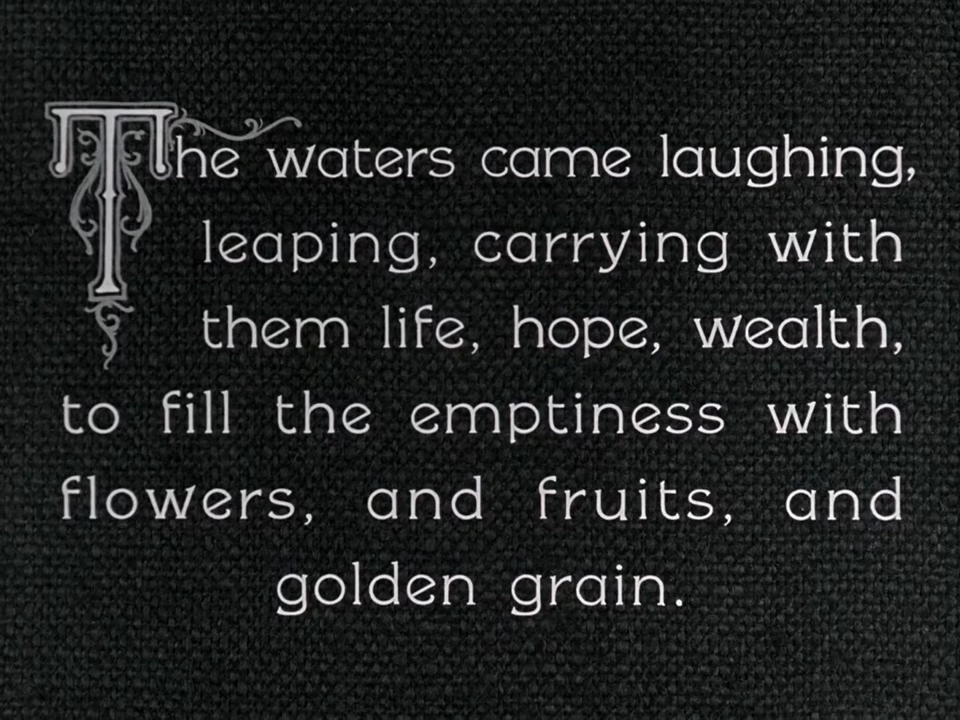 The waters came laughing,
leaping, carrying with
them life, hope, wealth,
to fill the emptiness with
flowers, and fruits, and
golden grain.